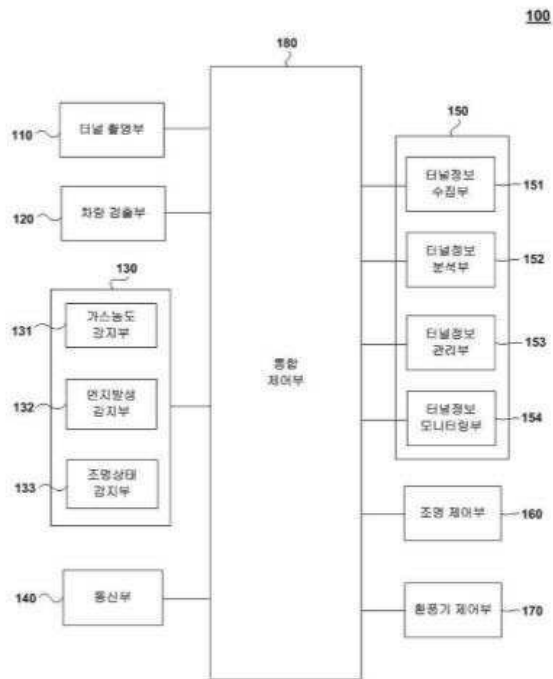 100
180
110
터널 촬영부
120
차량 검출부
130
131
가스농도
감지부
132
먼지발생
감지부
133
조명상태
감지부
140
통신부
통합
제어부
150
터널정보
수집부
151
터널정보
분석부
152
터널정보
관리부
153
터널정보
모니터링부
154
조명 제어부
160
환풍기 제어부
170